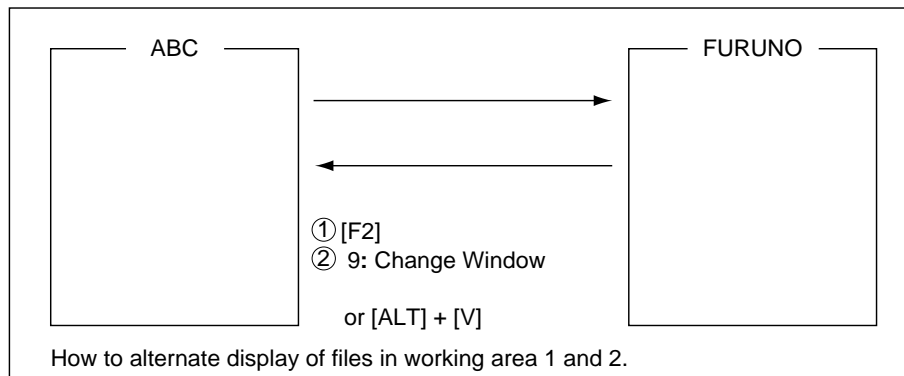 ABC
FURUNO
① [F2]
② 9: Change Window
or [ALT] + [V]
How to alternate display of files in working area 1 and 2.